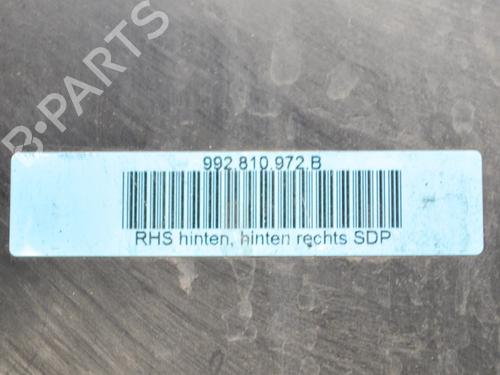 B-PARTS
992.810.972.B
RHS hinten, hinten rechts SDP